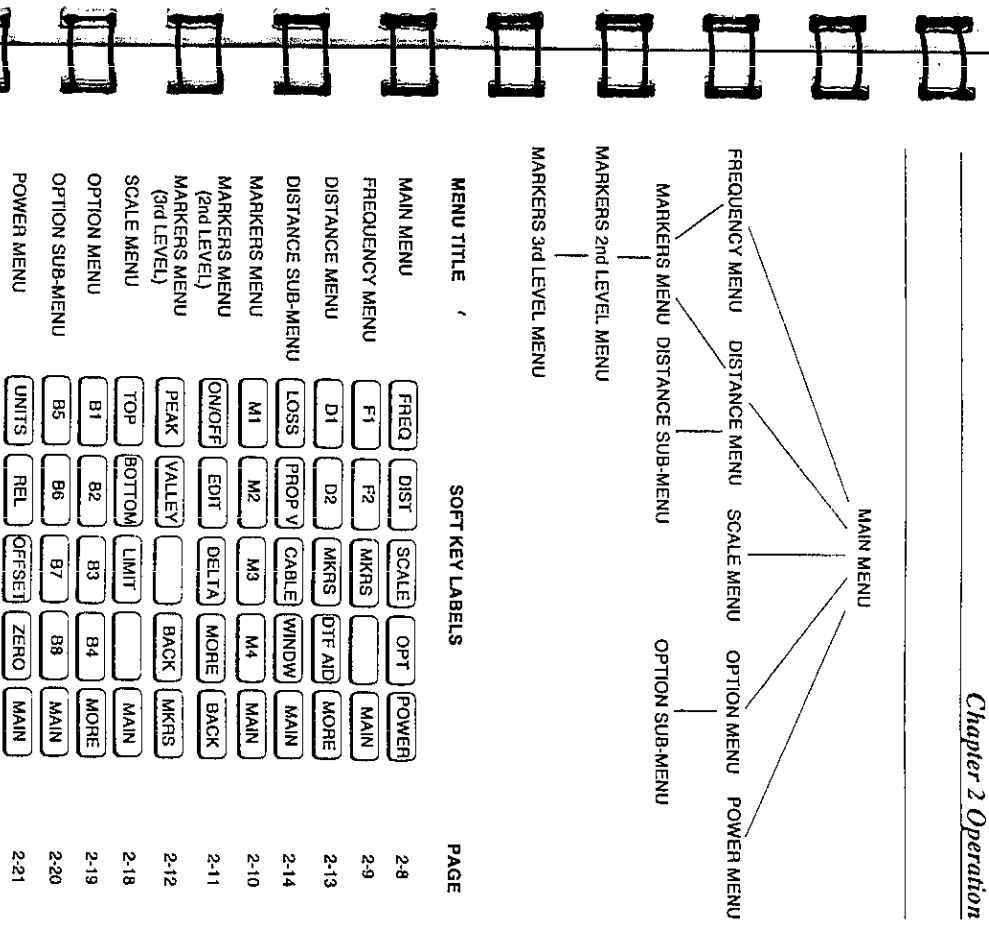 Chapter 2 Operation
MAIN MENU
FREQUENCY MENU DISTANCE MENU SCALE MENU OPTION MENU POWER MENU
MARKERS MENU DISTANCE SUB-MENU OPTION SUB-MENU
MARKERS 2nd LEVEL MENU
MARKERS 3rd LEVEL MENU
MENU TITLE SOFT KEY LABELS PAGE
MAIN MENU FREQ DIST SCALE OPT POWER 2-8
FREQUENCY MENU F1 F2 MKRS MAIN 2-9
DISTANCE MENU D1 D2 MKRS DTF AID MORE 2-13
DISTANCE SUB-MENU LOSS PROP V CABLE WINDW MAIN 2-14
MARKERS MENU M1 M2 M3 M4 MAIN 2-10
MARKERS MENU ON/OFF EDIT DELTA MORE BACK 2-11
(2nd LEVEL)
MARKERS MENU PEAK VALLEY BACK MKRS 2-12
(3rd LEVEL)
SCALE MENU TOP BOTTOM LIMIT MAIN 2-18
OPTION MENU B1 B2 B3 B4 MORE 2-19
OPTION SUB-MENU B5 B6 B7 B8 MAIN 2-20
POWER MENU UNITS REL OFFSET ZERO MAIN 2-21